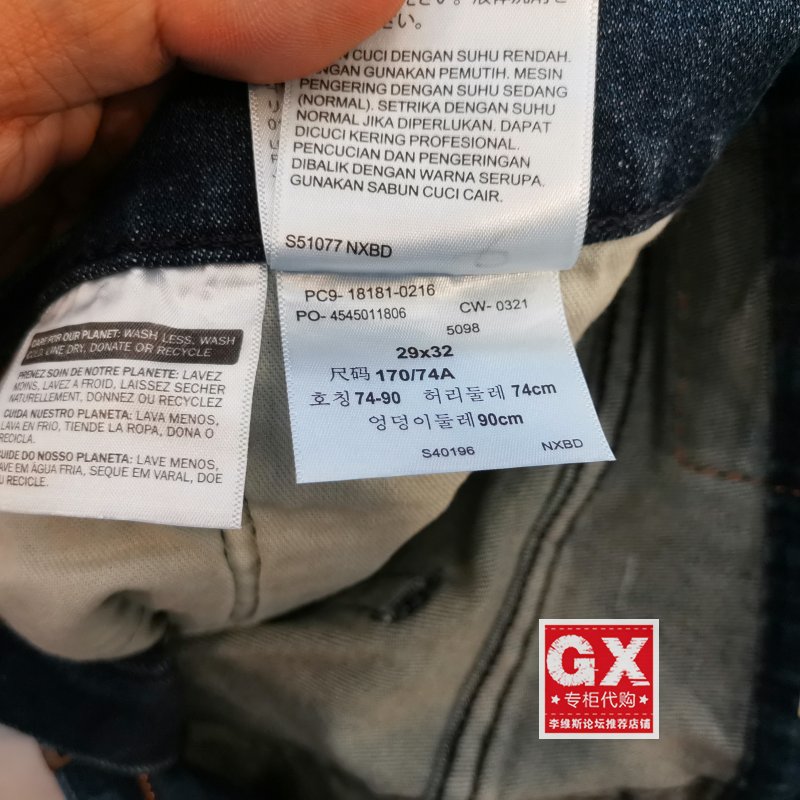 ください。
CUCI DENGAN SUHU RENDAH.
GUNAKAN PEMUTIH. MESIN
PENGERING DENGAN SUHU SEDANG
(NORMAL). SETRIKA DENGAN SUHU
NORMAL JIKA DIPERLUKAN. DAPAT
DICUCI KERING PROFESIONAL.
PENCUCIAN DAN PENGERINGAN
DIBALIK DENGAN WARNA SERUPA.
GUNAKAN SABUN CUCI CAIR.
S51077 NXBD
PC9- 18181-0216
PO- 4545011806 CW- 0321
5098
29x32
尺码 170/74A
호칭 74-90 허리둘레 74cm
엉덩이둘레 90cm
S40196 NXBD
CARE FOR OUR PLANET: WASH LESS, WASH
COLD, LINE DRY, DONATE OR RECYCLE
PRENEZ SOIN DE NOTRE PLANETE: LAVEZ
MOINS, LAVEZ A FROID, LAISSEZ SECHER
NATURELLEMENT, DONNEZ OU RECYCLEZ
CUIDA NUESTRO PLANETA: LAVA MENOS,
LAVA EN FRIO, TIENDE LA ROPA, DONA O
RECICLA.
CUIDE DO NOSSO PLANETA: LAVE MENOS,
LAVE EM ÁGUA FRIA, SEQUE EM VARAL, DOE
OU RECICLE.
GX
专柜代购
李维斯论坛推荐店铺